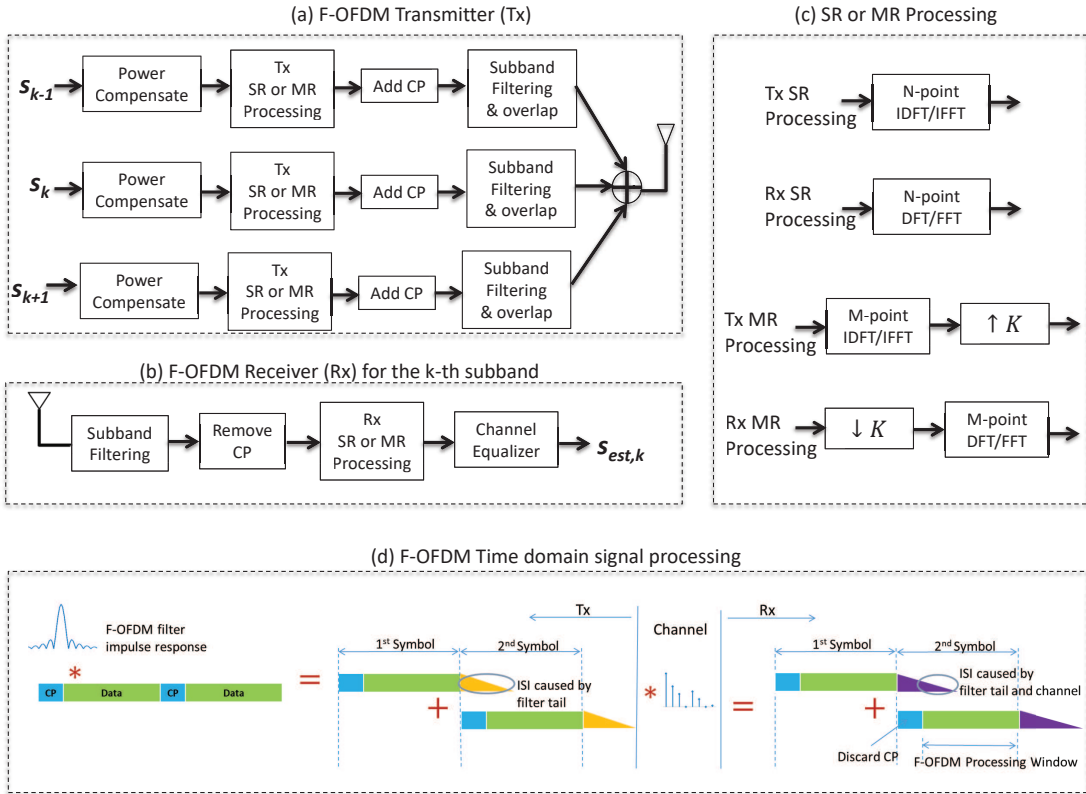 (a) F-OFDM Transmitter (Tx)
S_{k-1}
Power
Compensate
Tx
SR or MR
Processing
Add CP
Subband
Filtering
& overlap
S_k
Power
Compensate
Tx
SR or MR
Processing
Add CP
Subband
Filtering
& overlap
S_{k+1}
Power
Compensate
Tx
SR or MR
Processing
Add CP
Subband
Filtering
& overlap
(b) F-OFDM Receiver (Rx) for the k-th subband
Subband
Filtering
Remove
CP
Rx
SR or MR
Processing
Channel
Equalizer
S_{est,k}
(c) SR or MR Processing
Tx SR
Processing
N-point
IDFT/IFFT
Rx SR
Processing
N-point
DFT/FFT
Tx MR
Processing
M-point
IDFT/IFFT
↑ K
Rx MR
Processing
↓ K
M-point
DFT/FFT
(d) F-OFDM Time domain signal processing
F-OFDM filter
impulse response
*
CP Data CP Data
=
Tx
1st Symbol
2nd Symbol
ISI caused by
filter tail
+
Channel
*
=
Rx
1st Symbol
2nd Symbol
ISI caused by
filter tail and channel
+
Discard CP
F-OFDM Processing Window